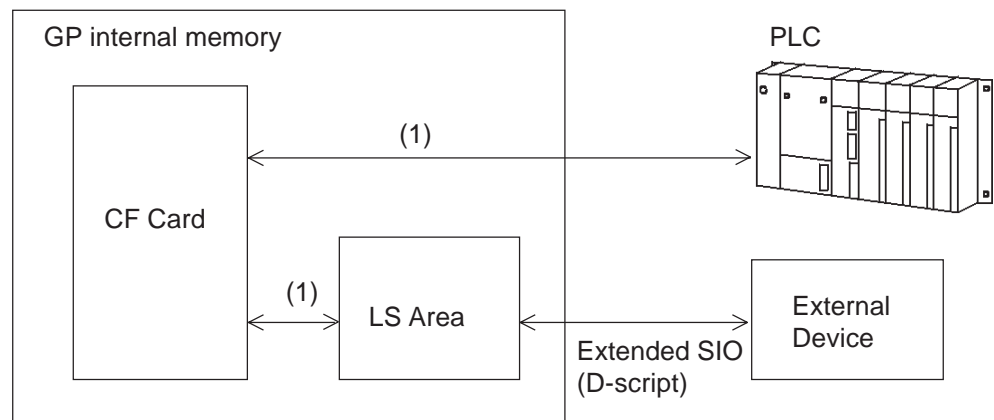 GP internal memory
PLC
(1)
CF Card
(1)
LS Area
External
Device
Extended SIO
(D-script)